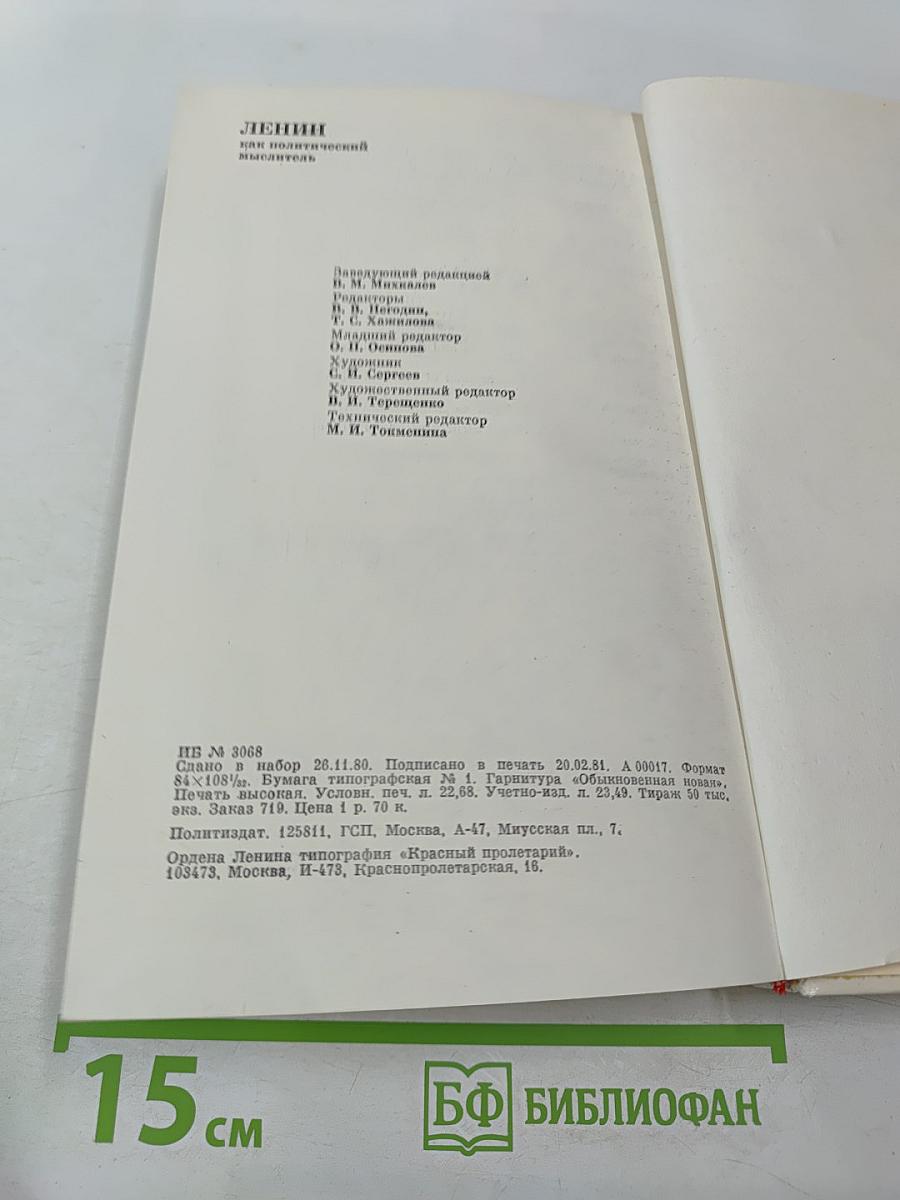 ЛЕНИН
как политический
мыслитель
Заведующий редакцией
В. М. Михкалев
Редакторы
В. В. Негодин,
Т. С. Хажилова
Младший редактор
О. П. Осипова
Художник
С. И. Сергеев
Художественный редактор
В. И. Терещенко
Технический редактор
М. И. Токменина
ИБ № 3068
Сдано в набор 26.11.80. Подписано в печать 20.02.81. А 00017. Формат
84×108¹/₃₂. Бумага типографская № 1. Гарнитура «Обыкновенная новая».
Печать высокая. Условн. печ. л. 22,68. Учетно-изд. л. 23,49. Тираж 50 тыс.
экз. Заказ 719. Цена 1 р. 70 к.
Политиздат. 125811, ГСП, Москва, А-47, Миусская пл., 7.
Ордена Ленина типография «Красный пролетарий».
103473, Москва, И-473, Краснопролетарская, 16.
15 см
БФ БИБЛИОФАН